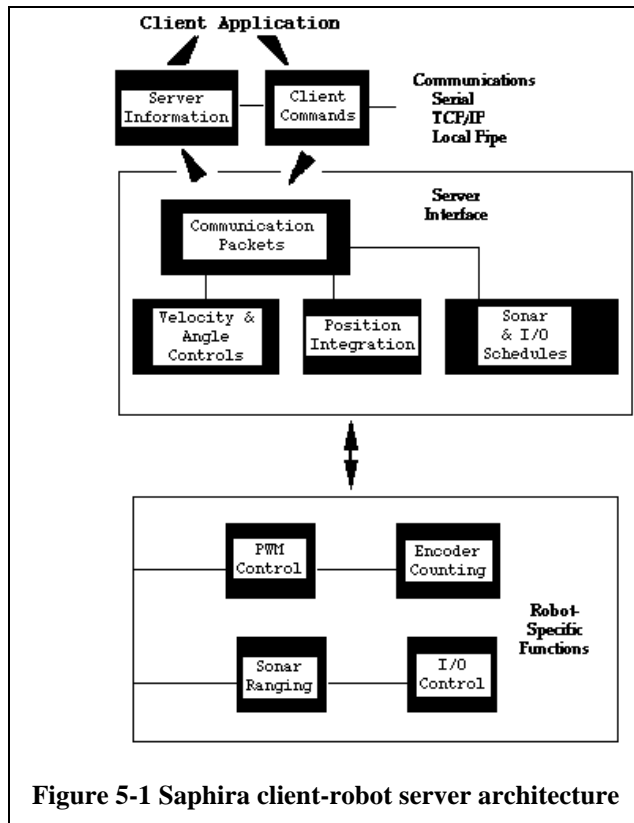 Client Application
Server
Information
Client
Commands
Communications
Serial
TCP/IP
Local Pipe
Server
Interface
Communication
Packets
Velocity &
Angle
Controls
Position
Integration
Sonar
& I/O
Schedules
PWM
Control
Encoder
Counting
Robot-
Specific
Functions
Sonar
Ranging
I/O
Control
Figure 5-1 Saphira client-robot server architecture